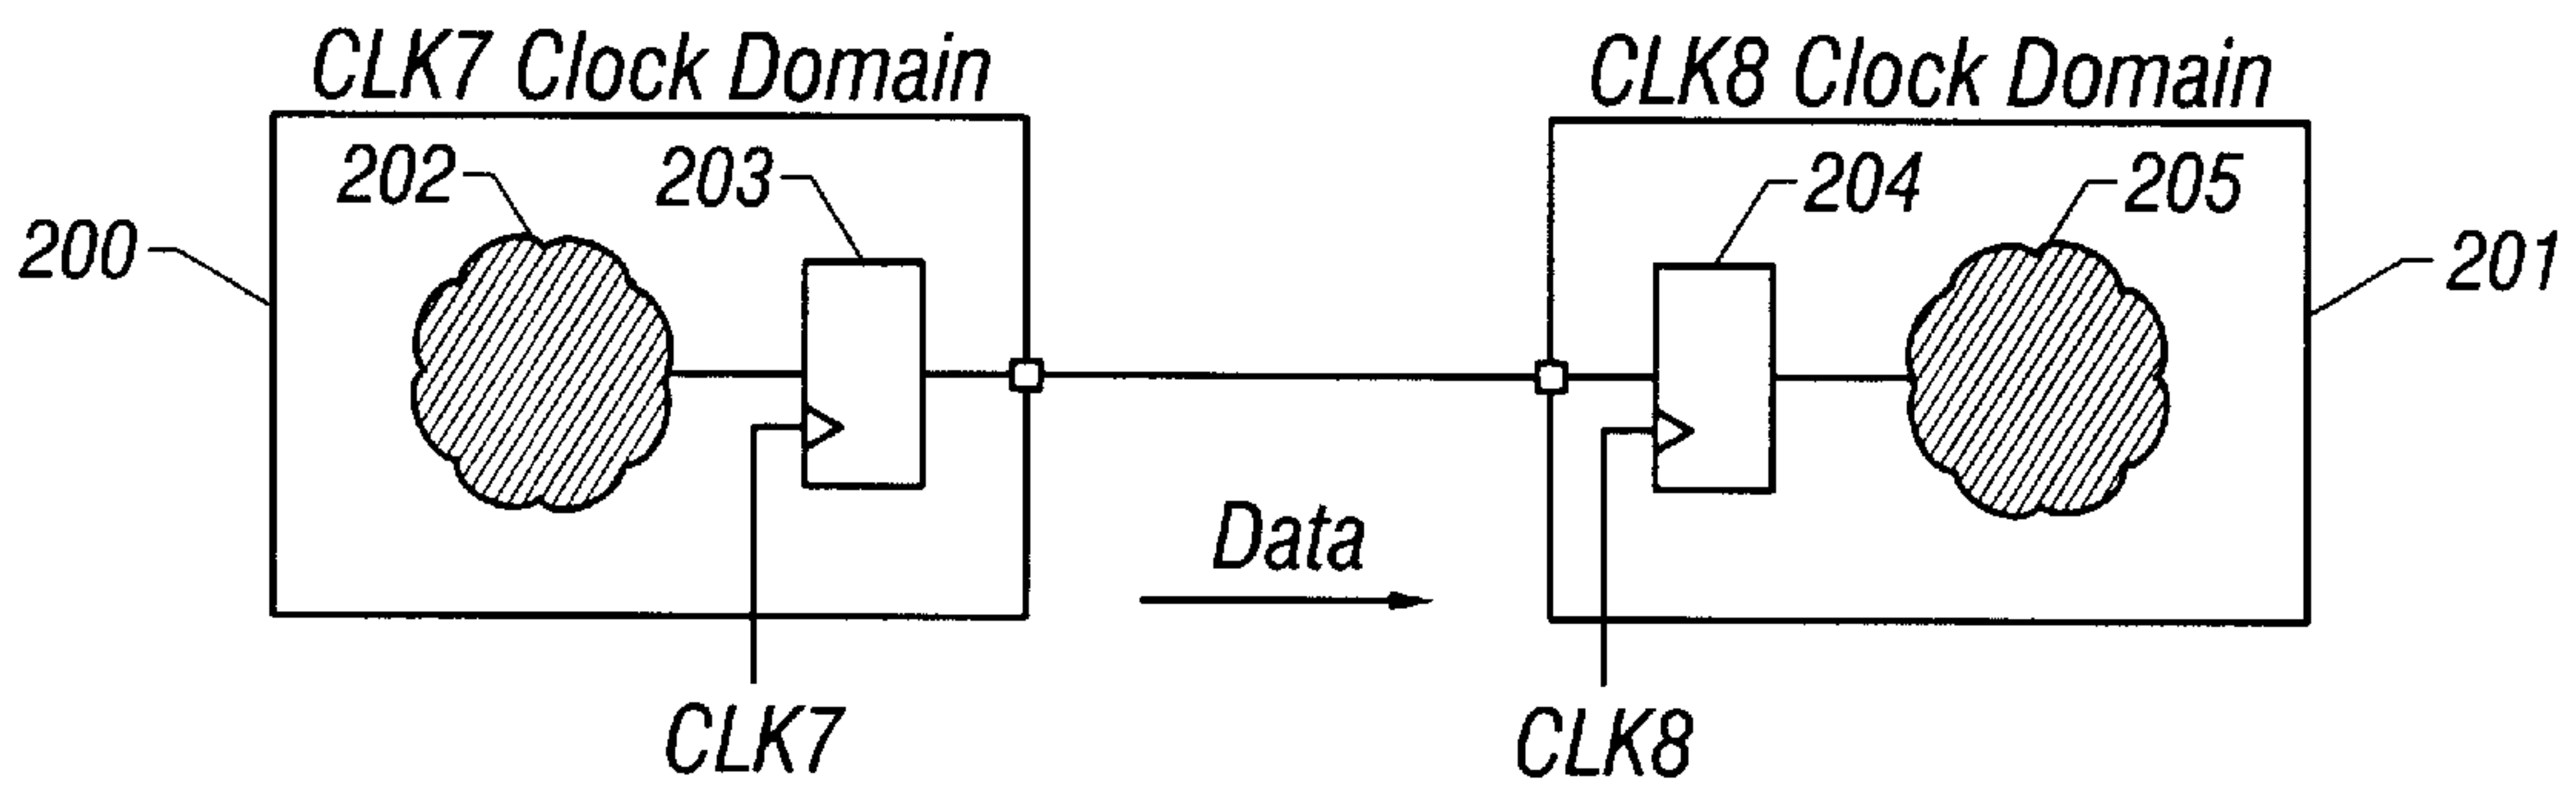 CLK7 Clock Domain
CLK8 Clock Domain
202
203
204
205
200
201
Data
CLK7
CLK8